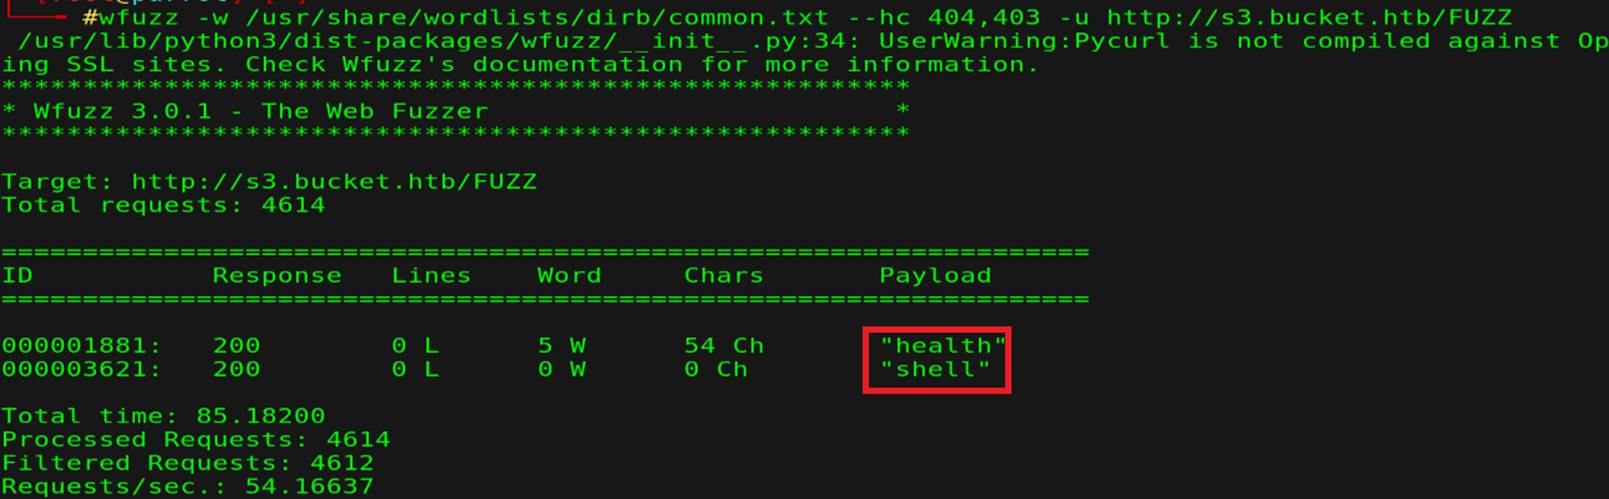 #wfuzz -w /usr/share/wordlists/dirb/common.txt --hc 404,403 -u http://s3.bucket.htb/FUZZ
/usr/lib/python3/dist-packages/wfuzz/__init__.py:34: UserWarning:Pycurl is not compiled against Op
ing SSL sites. Check Wfuzz's documentation for more information.
********************************************************
* Wfuzz 3.0.1 - The Web Fuzzer                         *
********************************************************
Target: http://s3.bucket.htb/FUZZ
Total requests: 4614
===================================================================
ID           Response   Lines    Word     Chars       Payload
===================================================================
000001881:   200        0 L      5 W      54 Ch       "health"
000003621:   200        0 L      0 W      0 Ch        "shell"
Total time: 85.18200
Processed Requests: 4614
Filtered Requests: 4612
Requests/sec.: 54.16637